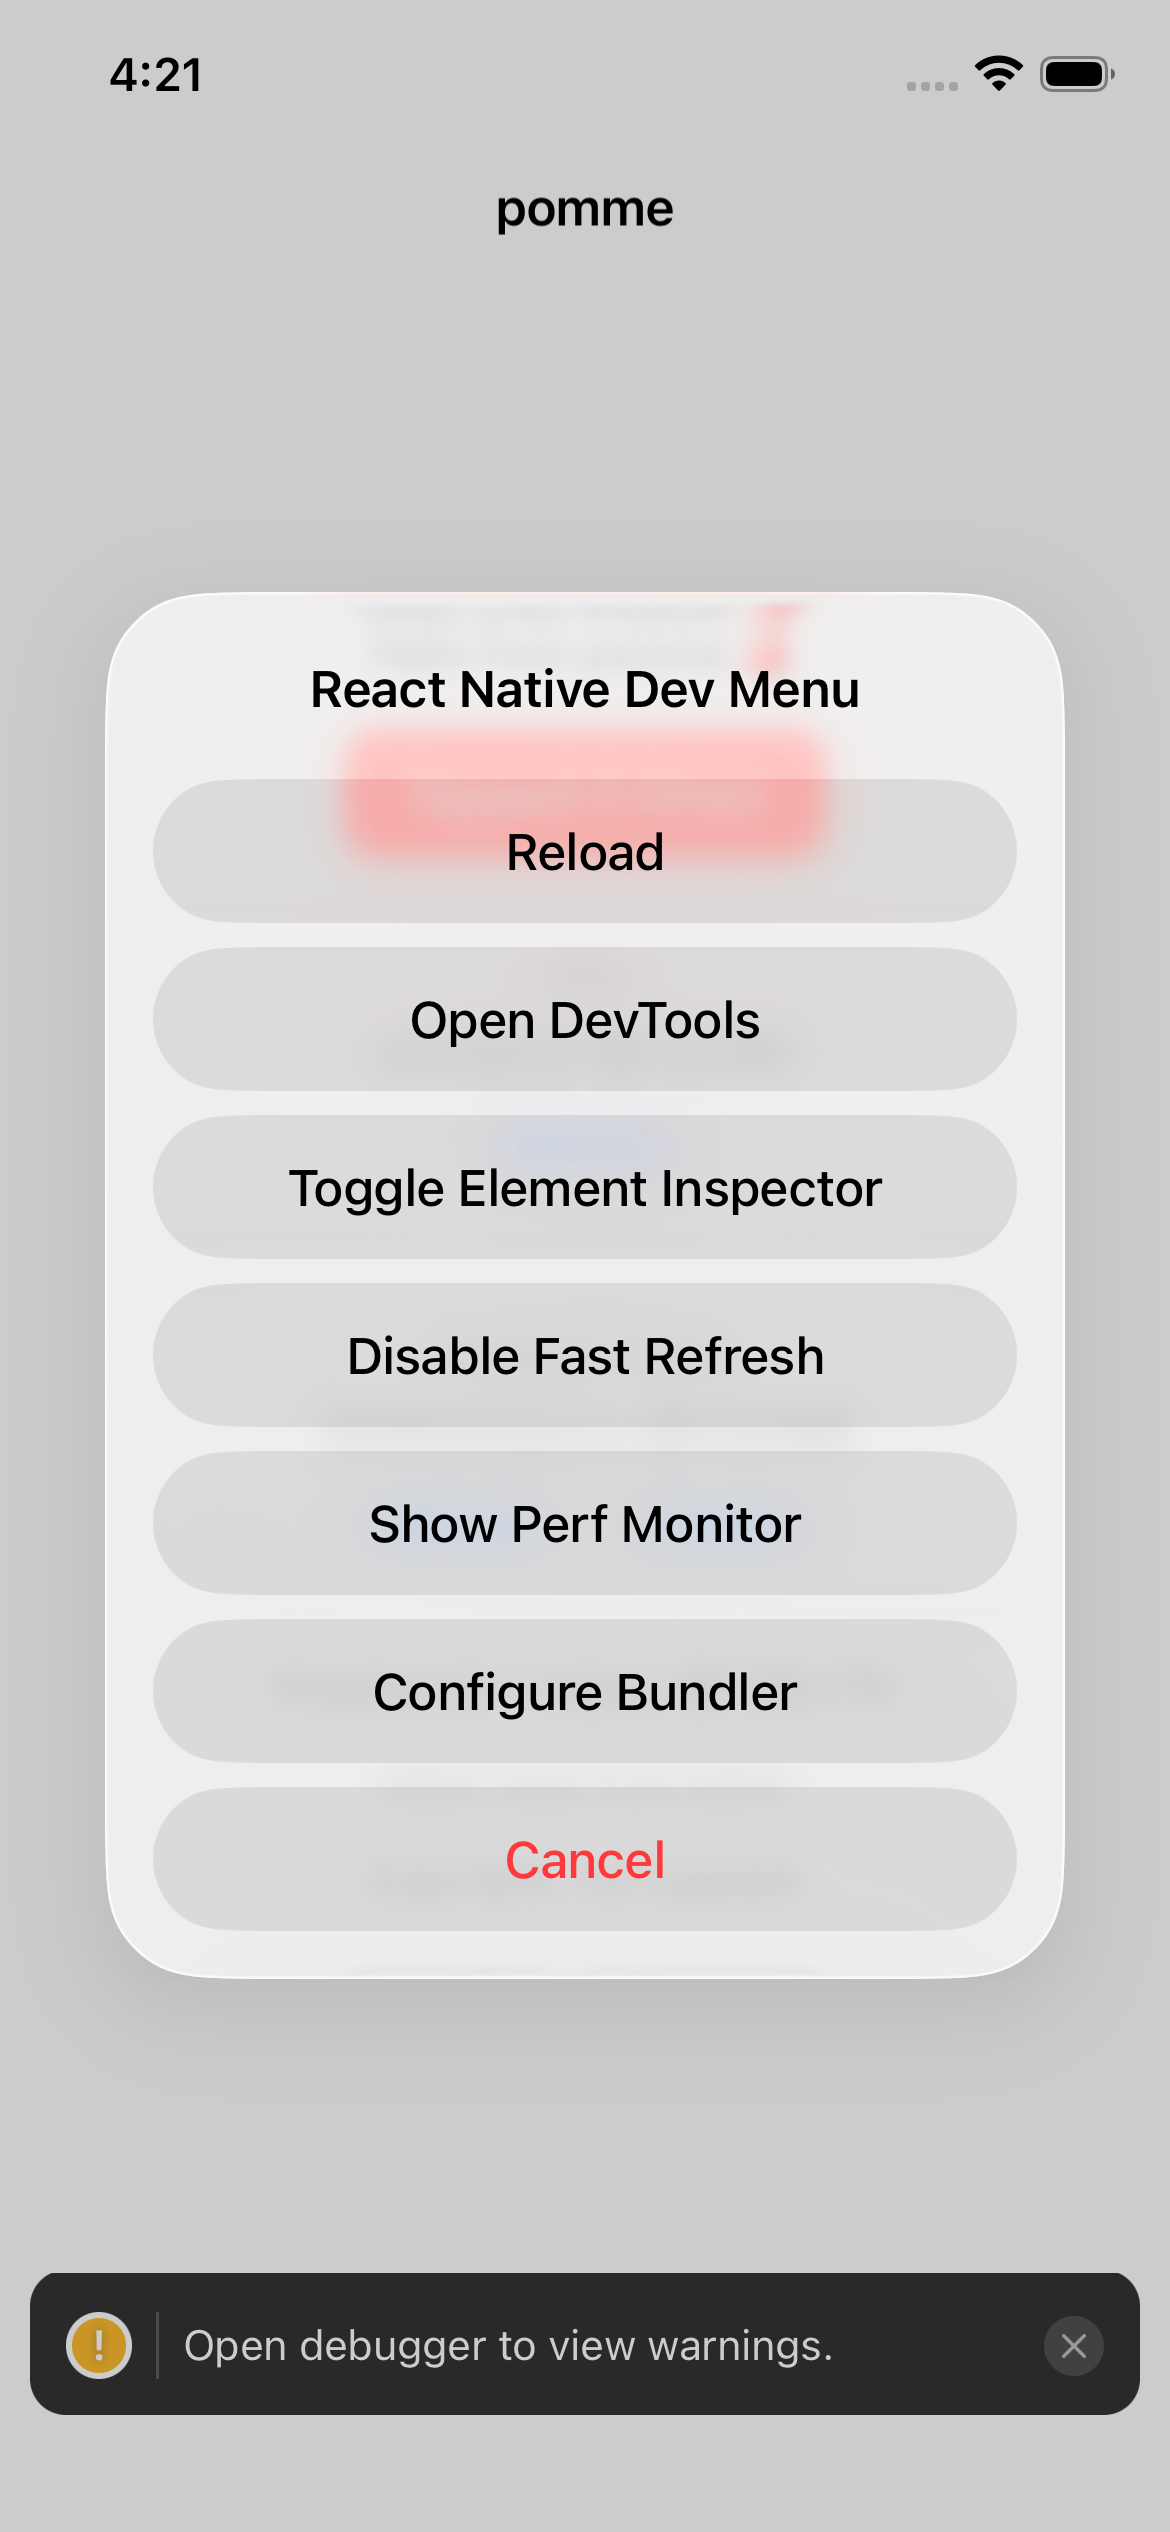 4:21
pomme
React Native Dev Menu
Reload
Open DevTools
Toggle Element Inspector
Disable Fast Refresh
Show Perf Monitor
Configure Bundler
Cancel
Open debugger to view warnings.